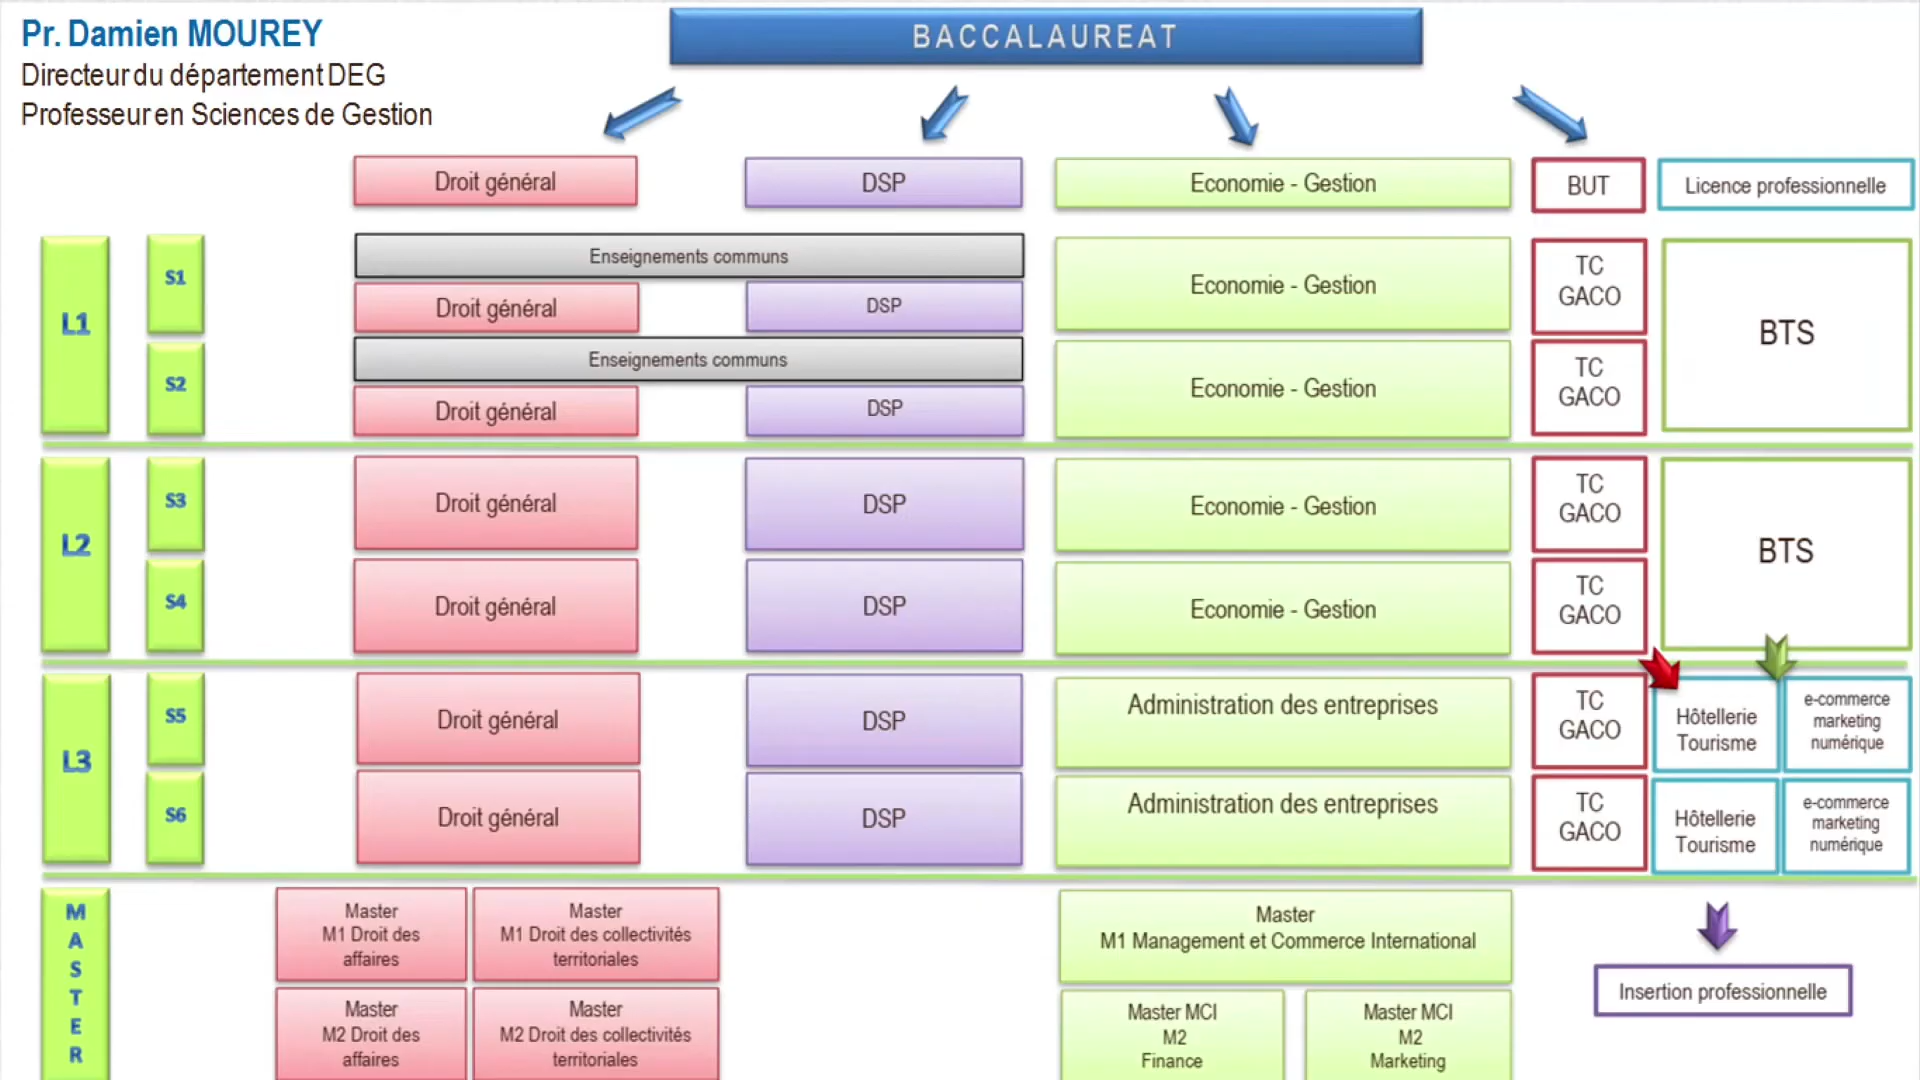 Pr. Damien MOUREY
Directeur du département DEG
Professeur en Sciences de Gestion
BACCALAUREAT
Droit général
DSP
Economie - Gestion
BUT
Licence professionnelle
L1
S1
Enseignements communs
Droit général
DSP
Economie - Gestion
TC
GACO
BTS
S2
Enseignements communs
Droit général
DSP
Economie - Gestion
TC
GACO
L2
S3
Droit général
DSP
Economie - Gestion
TC
GACO
BTS
S4
Droit général
DSP
Economie - Gestion
TC
GACO
L3
S5
Droit général
DSP
Administration des entreprises
TC
GACO
Hôtellerie
Tourisme
e-commerce
marketing
numérique
S6
Droit général
DSP
Administration des entreprises
TC
GACO
Hôtellerie
Tourisme
e-commerce
marketing
numérique
MASTER
Master
M1 Droit des
affaires
Master
M1 Droit des collectivités
territoriales
Master
M1 Management et Commerce International
Insertion professionnelle
Master
M2 Droit des
affaires
Master
M2 Droit des collectivités
territoriales
Master MCI
M2
Finance
Master MCI
M2
Marketing